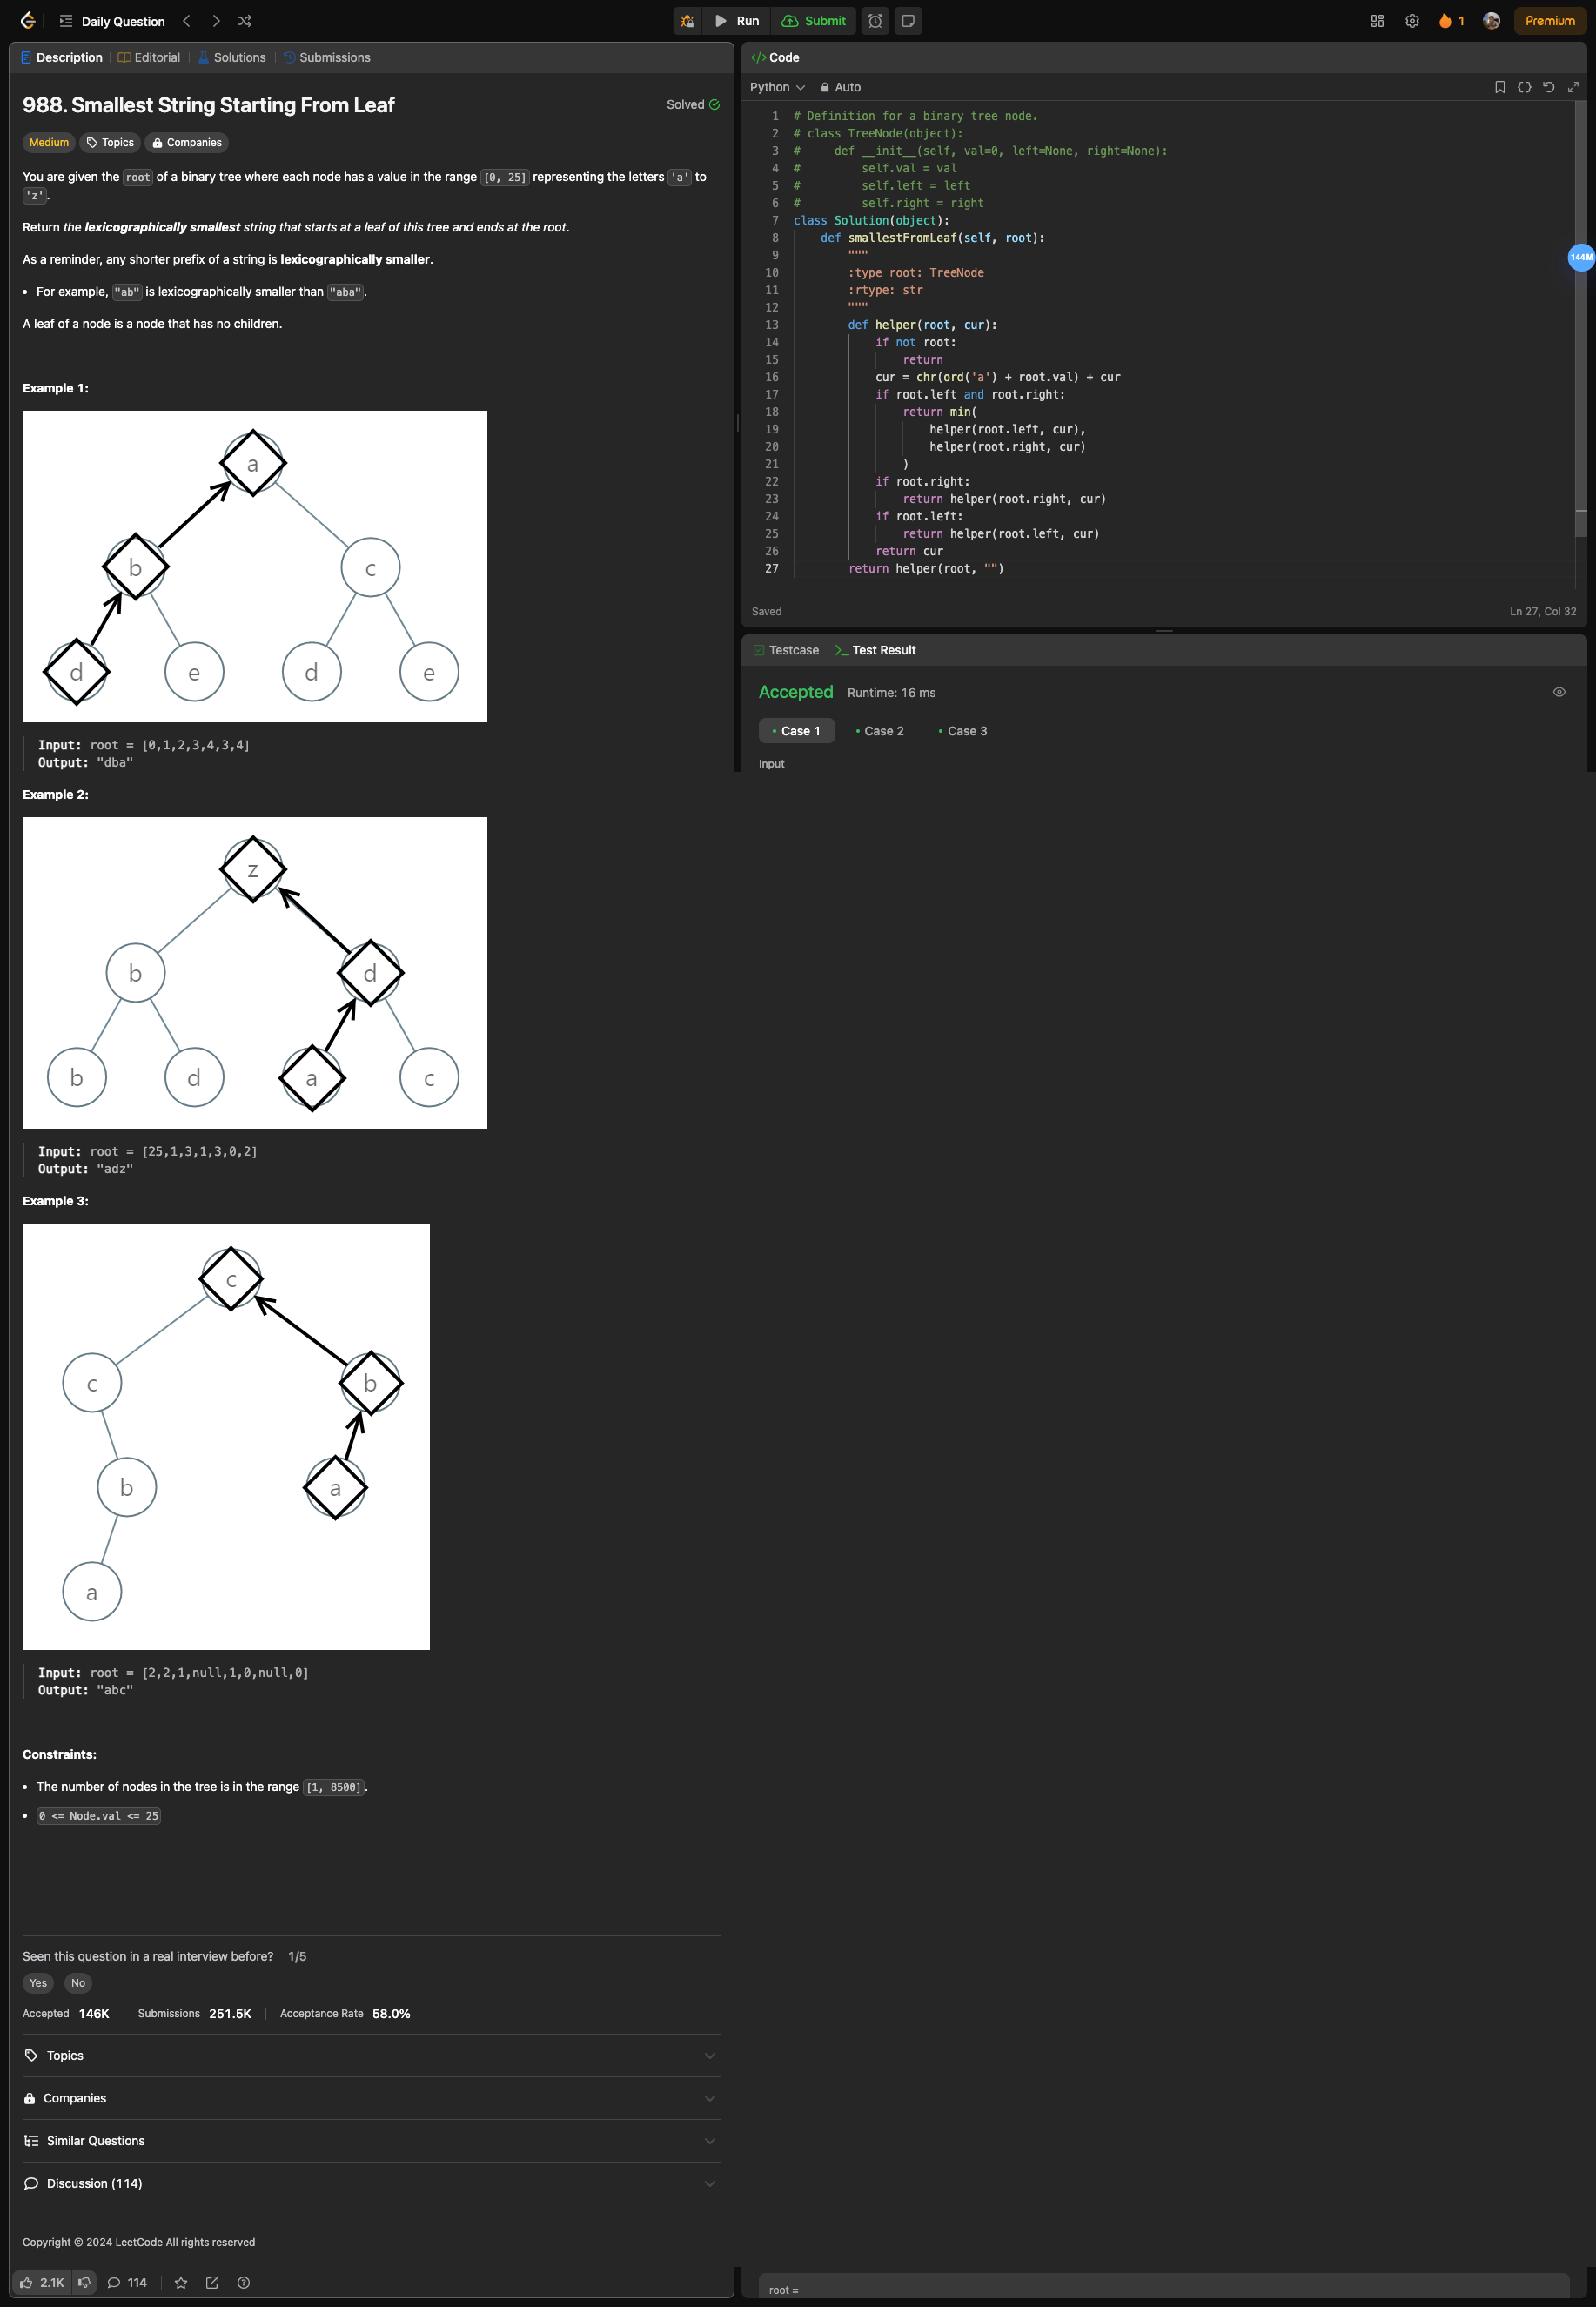 Daily Question
Run
Submit
1
Premium
Description
Editorial
Solutions
Submissions
988. Smallest String Starting From Leaf
Solved
Medium
Topics
Companies
You are given the root of a binary tree where each node has a value in the range [0, 25] representing the letters 'a' to
'z'.
Return the lexicographically smallest string that starts at a leaf of this tree and ends at the root.
As a reminder, any shorter prefix of a string is lexicographically smaller.
• For example, "ab" is lexicographically smaller than "aba".
A leaf of a node is a node that has no children.
Example 1:
a
b c
d e d e
Input: root = [0,1,2,3,4,3,4]
Output: "dba"
Example 2:
z
b d
b d a c
Input: root = [25,1,3,1,3,0,2]
Output: "adz"
Example 3:
c
c b
b a
a
Input: root = [2,2,1,null,1,0,null,0]
Output: "abc"
Constraints:
• The number of nodes in the tree is in the range [1, 8500].
• 0 <= Node.val <= 25
Seen this question in a real interview before? 1/5
Yes No
Accepted 146K Submissions 251.5K Acceptance Rate 58.0%
Topics
Companies
Similar Questions
Discussion (114)
Copyright © 2024 LeetCode All rights reserved
2.1K 114
</> Code
Python Auto
1 # Definition for a binary tree node.
2 # class TreeNode(object):
3 #     def __init__(self, val=0, left=None, right=None):
4 #         self.val = val
5 #         self.left = left
6 #         self.right = right
7 class Solution(object):
8     def smallestFromLeaf(self, root):
9         """
10         :type root: TreeNode
11         :rtype: str
12         """
13         def helper(root, cur):
14             if not root:
15                 return
16             cur = chr(ord('a') + root.val) + cur
17             if root.left and root.right:
18                 return min(
19                     helper(root.left, cur),
20                     helper(root.right, cur)
21                 )
22             if root.right:
23                 return helper(root.right, cur)
24             if root.left:
25                 return helper(root.left, cur)
26             return cur
27         return helper(root, "")
144M
Saved
Ln 27, Col 32
Testcase
>_ Test Result
Accepted Runtime: 16 ms
• Case 1 • Case 2 • Case 3
Input
root =